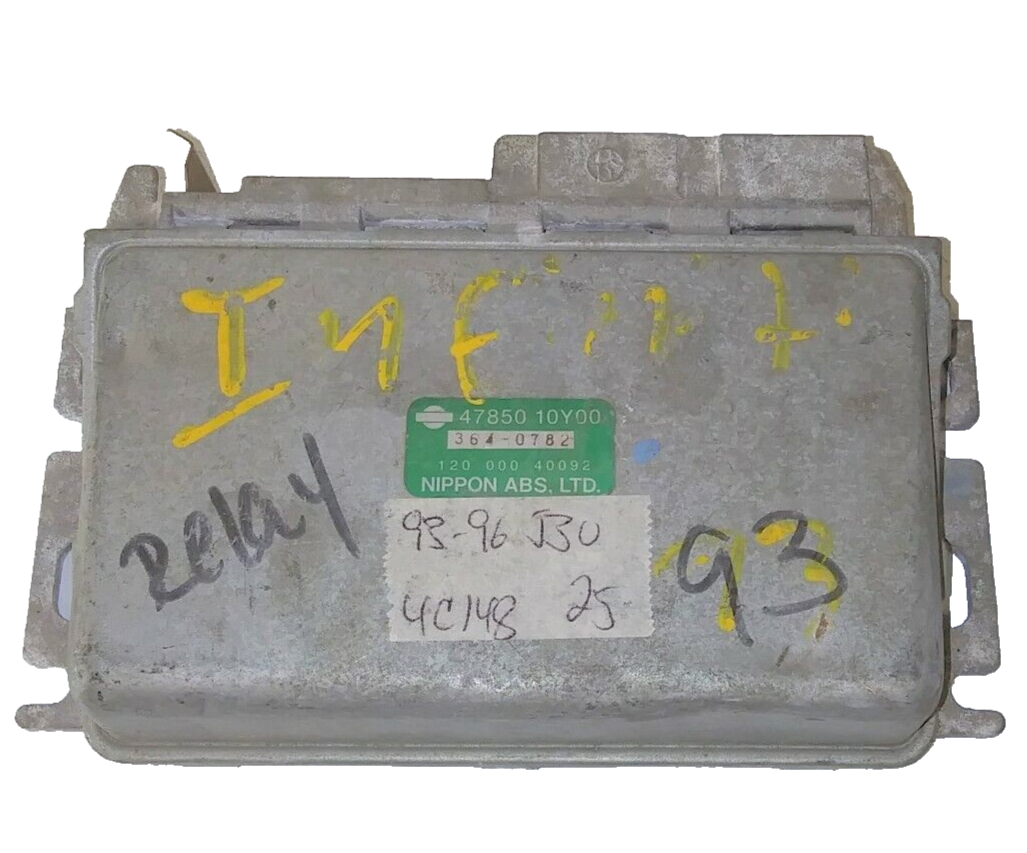 Infiniti
47850 10Y00
364-0782
120 000 40092
NIPPON ABS, LTD.
Relay
93-96 J30
4C148 25
93